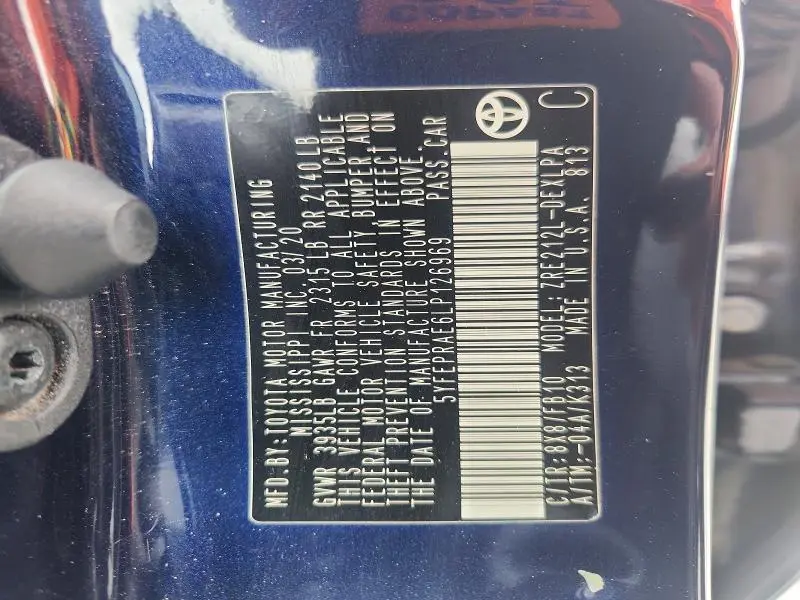 MFD.BY:TOYOTA MOTOR MANUFACTURING
MISSISSIPPI INC. 03/20
GVWR 3935LB GAWR FR 2315 LB RR 2140LB
THIS VEHICLE CONFORMS TO ALL APPLICABLE
FEDERAL MOTOR VEHICLE SAFETY, BUMPER AND
THEFT PREVENTION STANDARDS IN EFFECT ON
THE DATE OF MANUFACTURE SHOWN ABOVE.
5YFEPRAE6LP126969 PASS.CAR
C/TR:8X8/FB10 MODEL:ZRE212L-DEXLPA
A/TM:-04A/K313 MADE IN U.S.A. 813
C